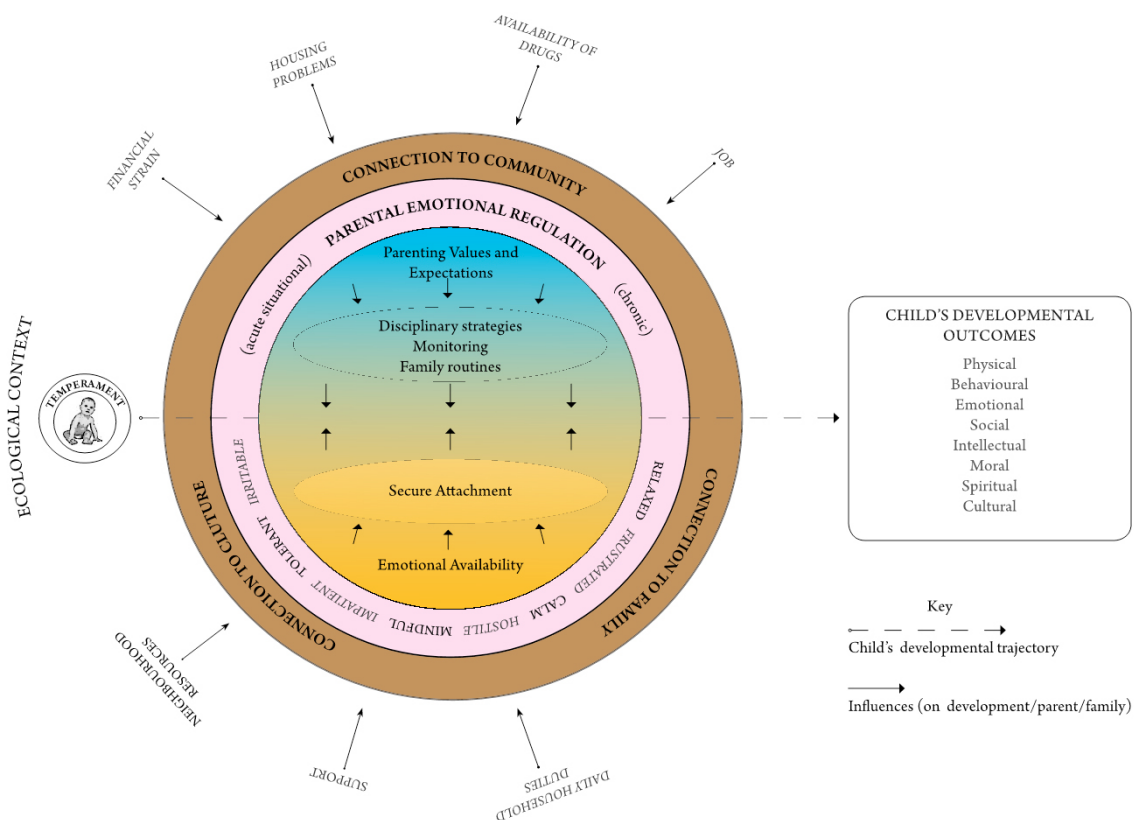 AVAILABILITY OF
DRUGS
HOUSING
PROBLEMS
FINANCIAL
STRAIN
JOB
CONNECTION TO COMMUNITY
PARENTAL EMOTIONAL REGULATION
(acute situational)
(chronic)
Parenting Values and
Expectations
Disciplinary strategies
Monitoring
Family routines
Secure Attachment
Emotional Availability
ECOLOGICAL CONTEXT
TEMPERAMENT
CONNECTION TO CLUTURE
CONNECTION TO FAMILY
IRRITABLE
TOLERANT
IMPATIENT
MINDFUL
HOSTILE
CALM
FRUSTRATED
RELAXED
NEIGHBOURHOOD
RESOURCES
SUPPORT
DAILY HOUSEHOLD
DUTIES
CHILD'S DEVELOPMENTAL
OUTCOMES
Physical
Behavioural
Emotional
Social
Intellectual
Moral
Spiritual
Cultural
Key
Child's developmental trajectory
Influences (on development/parent/family)